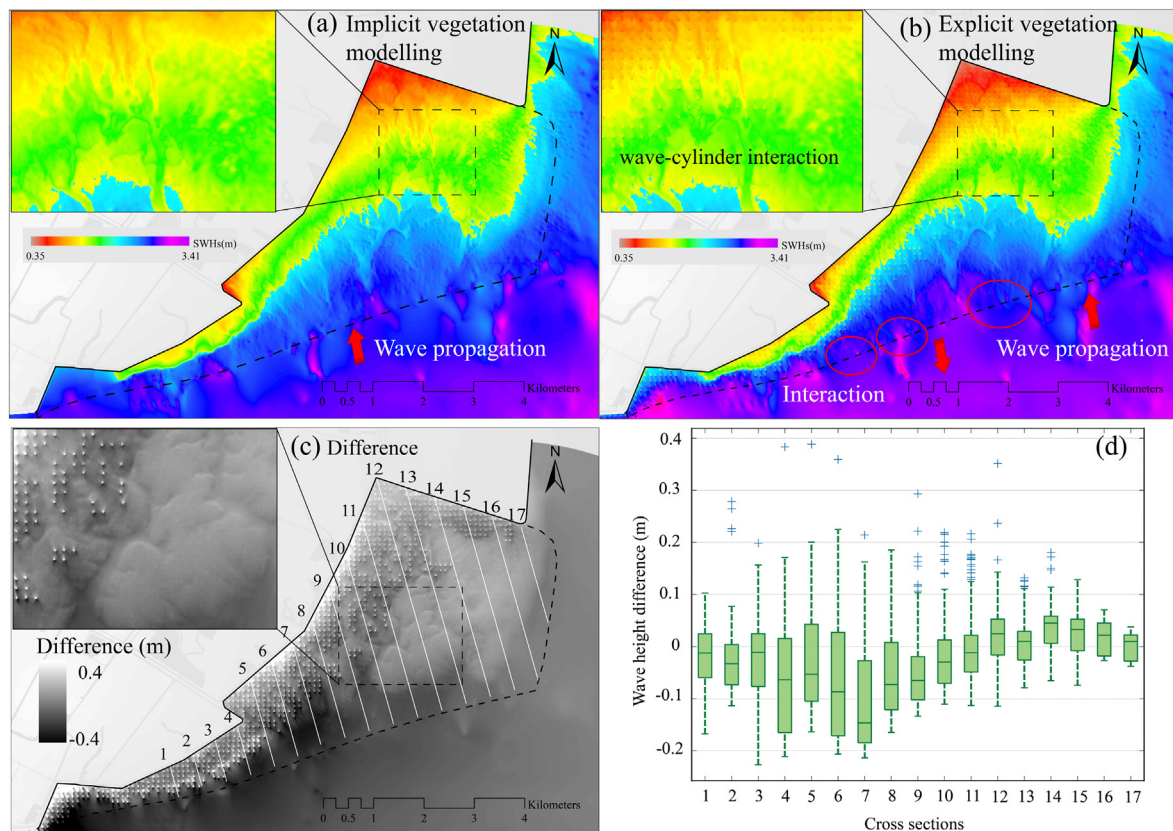 (a) Implicit vegetation
modelling
N
SWHs(m)
0.35
3.41
Wave propagation
Kilometers
0 0.5 1 2 3 4
(b) Explicit vegetation
modelling
N
wave-cylinder interaction
SWHs(m)
0.35
3.41
Wave propagation
Interaction
Kilometers
0 0.5 1 2 3 4
(c) Difference
N
12
13
14
15
16
17
11
10
9
8
7
6
5
4
3
2
1
Difference (m)
0.4
-0.4
Kilometers
0 0.5 1 2 3 4
(d)
Wave height difference (m)
0.4
0.3
0.2
0.1
0
-0.1
-0.2
1 2 3 4 5 6 7 8 9 10 11 12 13 14 15 16 17
Cross sections